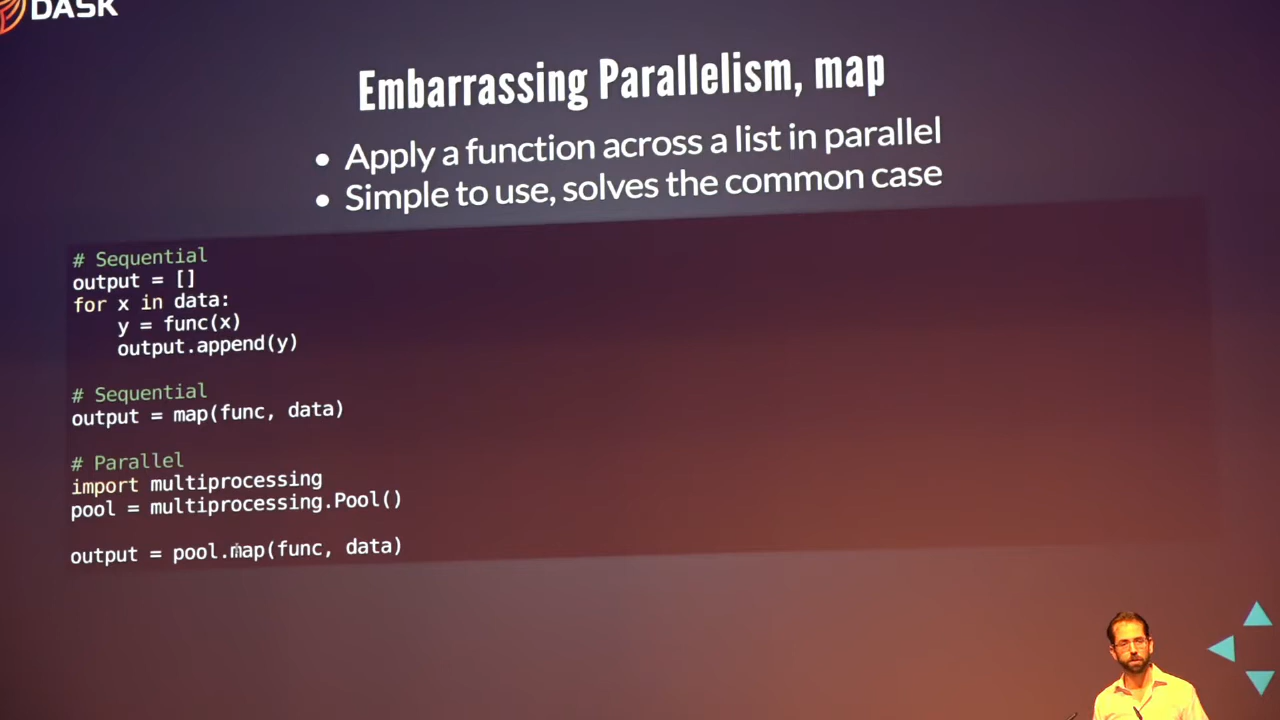 DASK
Embarrassing Parallelism, map
• Apply a function across a list in parallel
• Simple to use, solves the common case
# Sequential
output = []
for x in data:
    y = func(x)
    output.append(y)
# Sequential
output = map(func, data)
# Parallel
import multiprocessing
pool = multiprocessing.Pool()
output = pool.map(func, data)